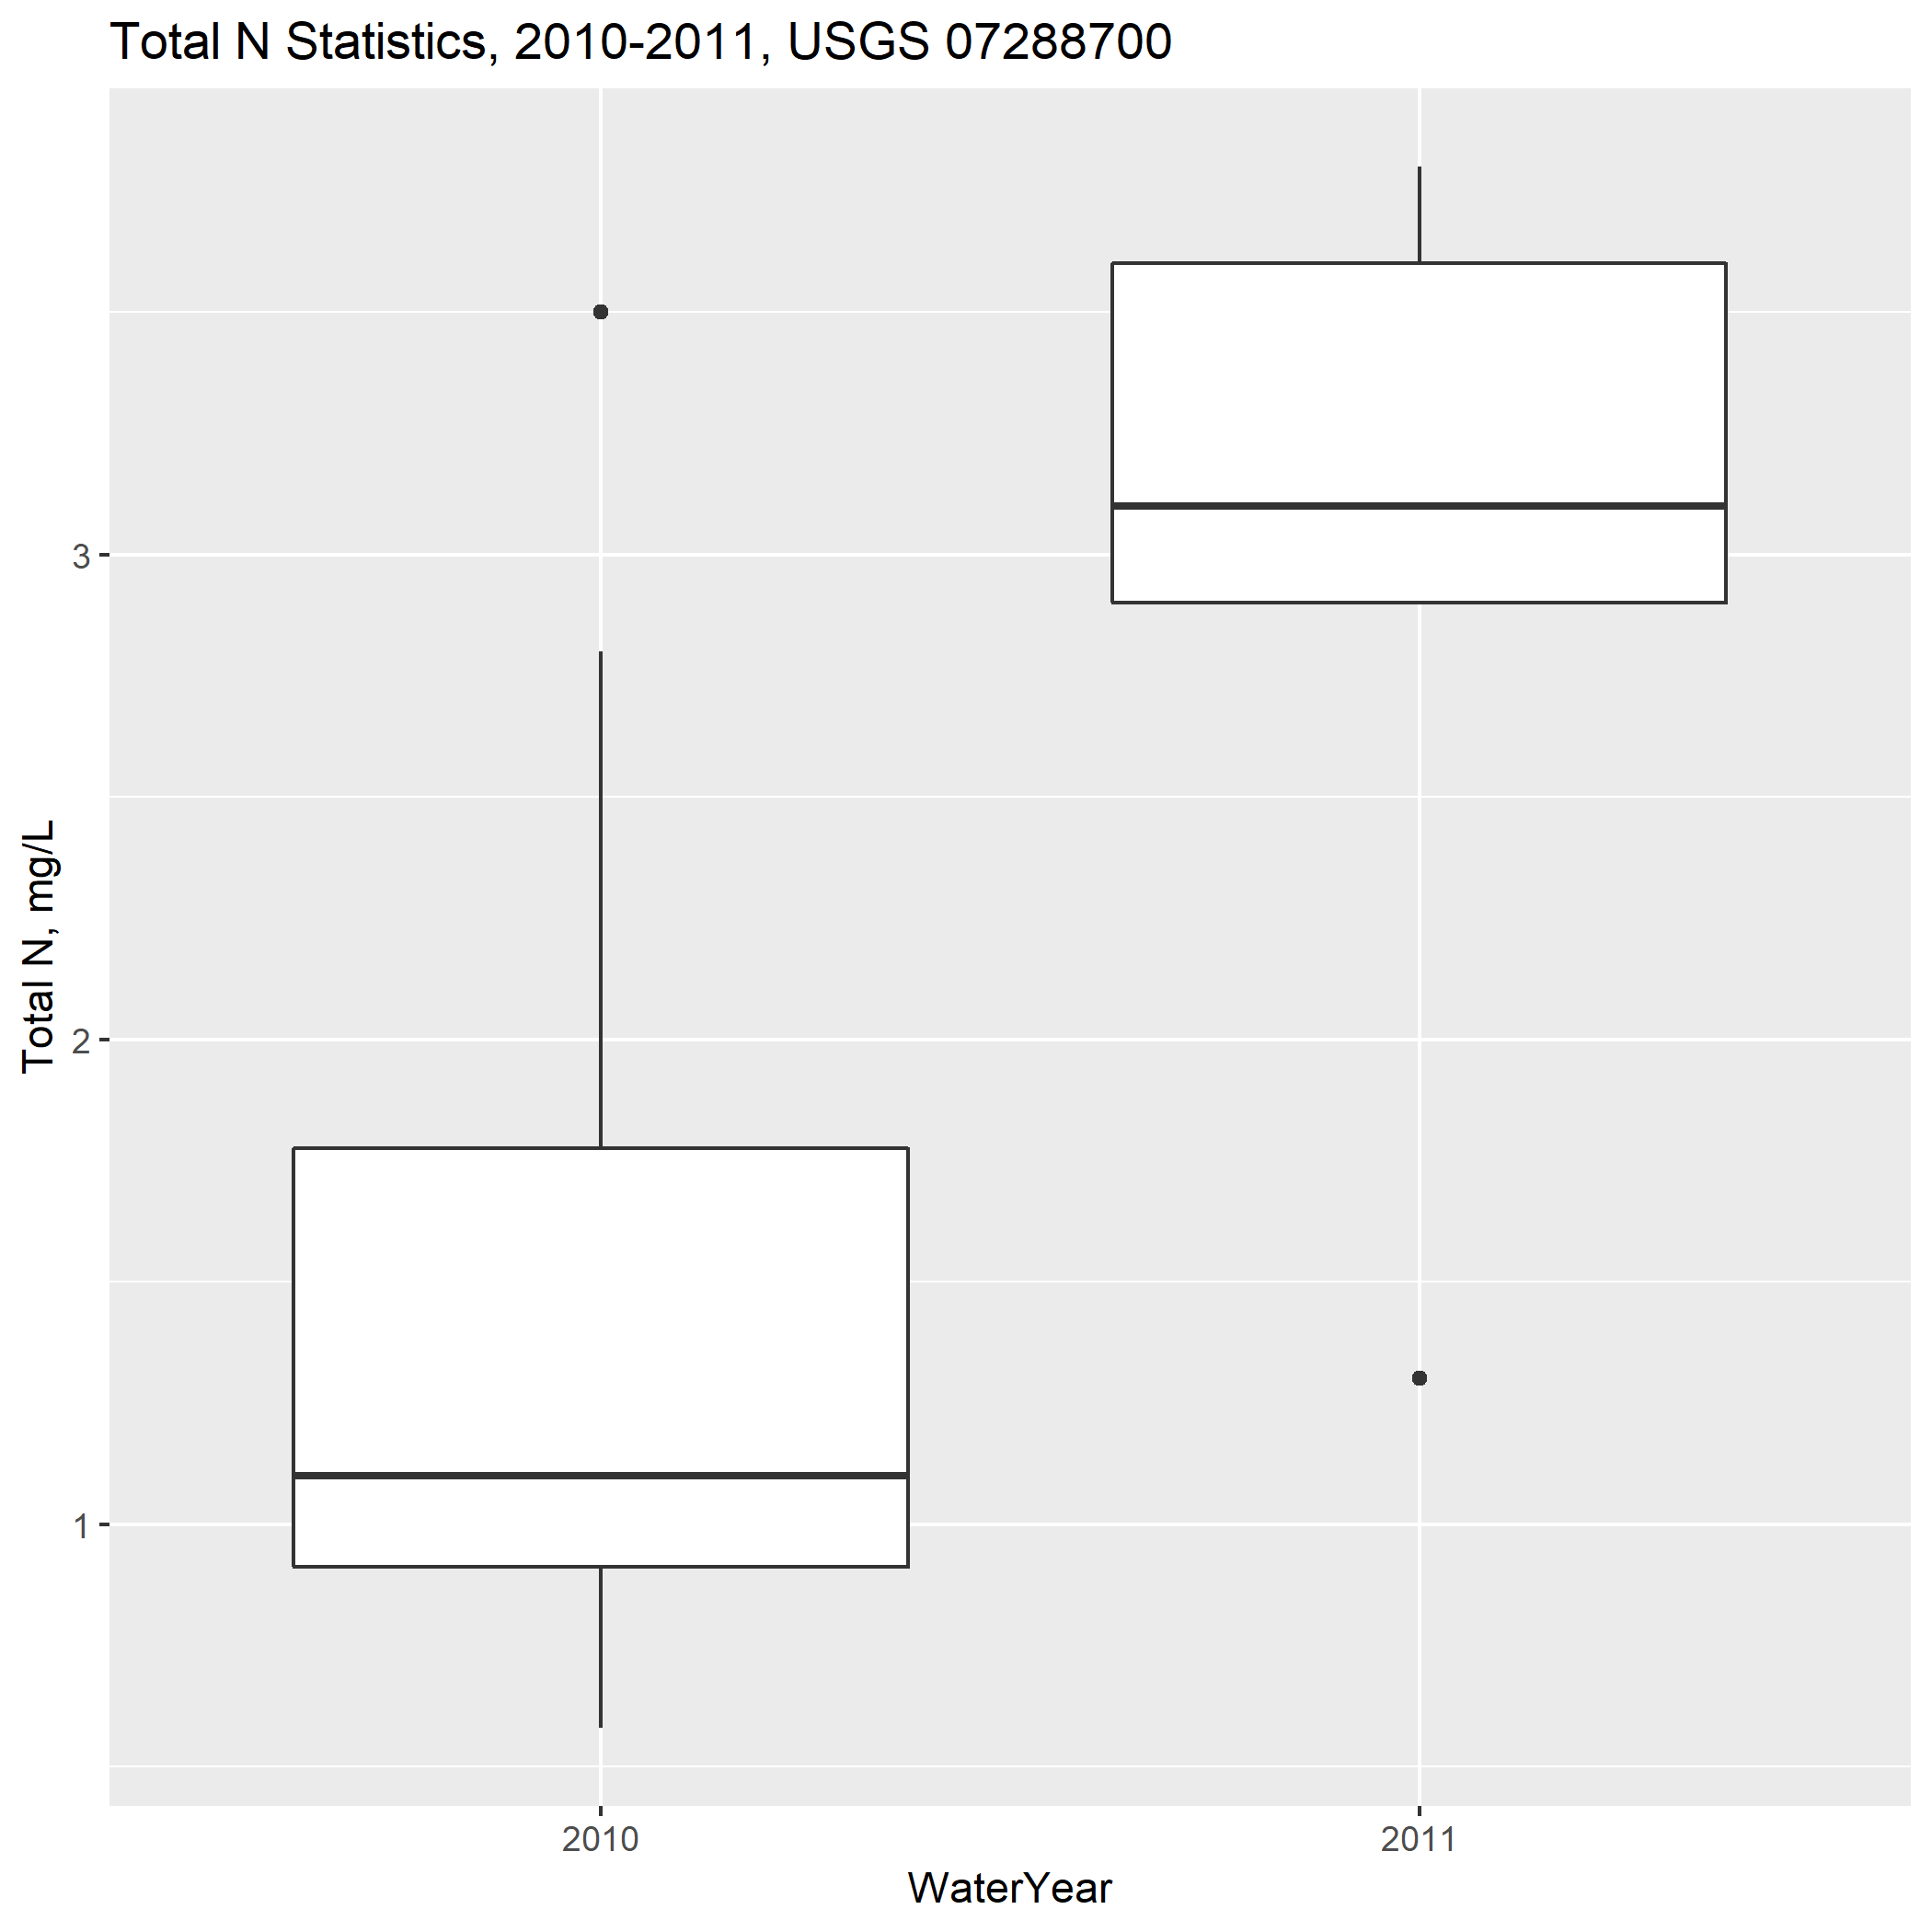 Total N Statistics, 2010-2011, USGS 07288700
Total N, mg/L
3
2
1
2010
2011
WaterYear